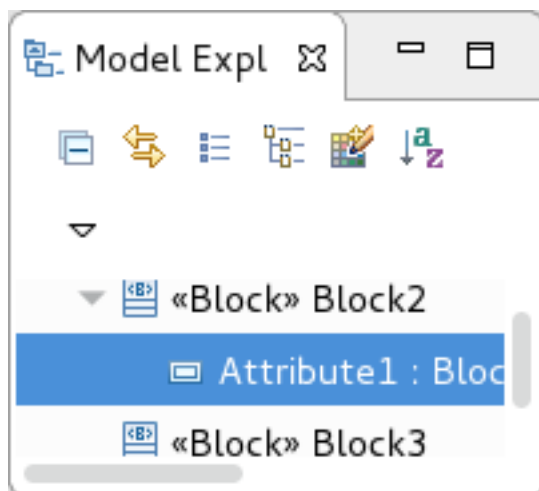 Model Expl
«Block» Block2
Attribute1 : Bloc
«Block» Block3